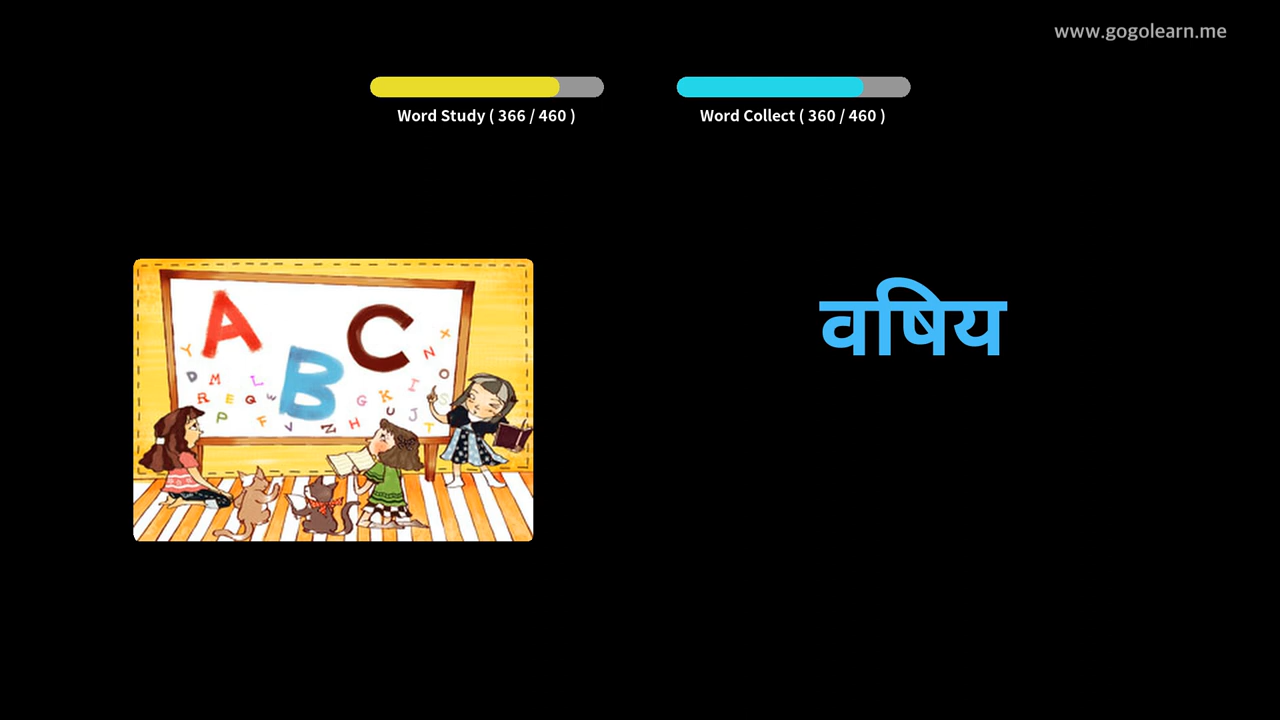 www.gogolearn.me
Word Study ( 366 / 460 )
Word Collect ( 360 / 460 )
A B C
Y N X
D M L I O
R E Q W G K S
P F V Z H U J T
वषिय